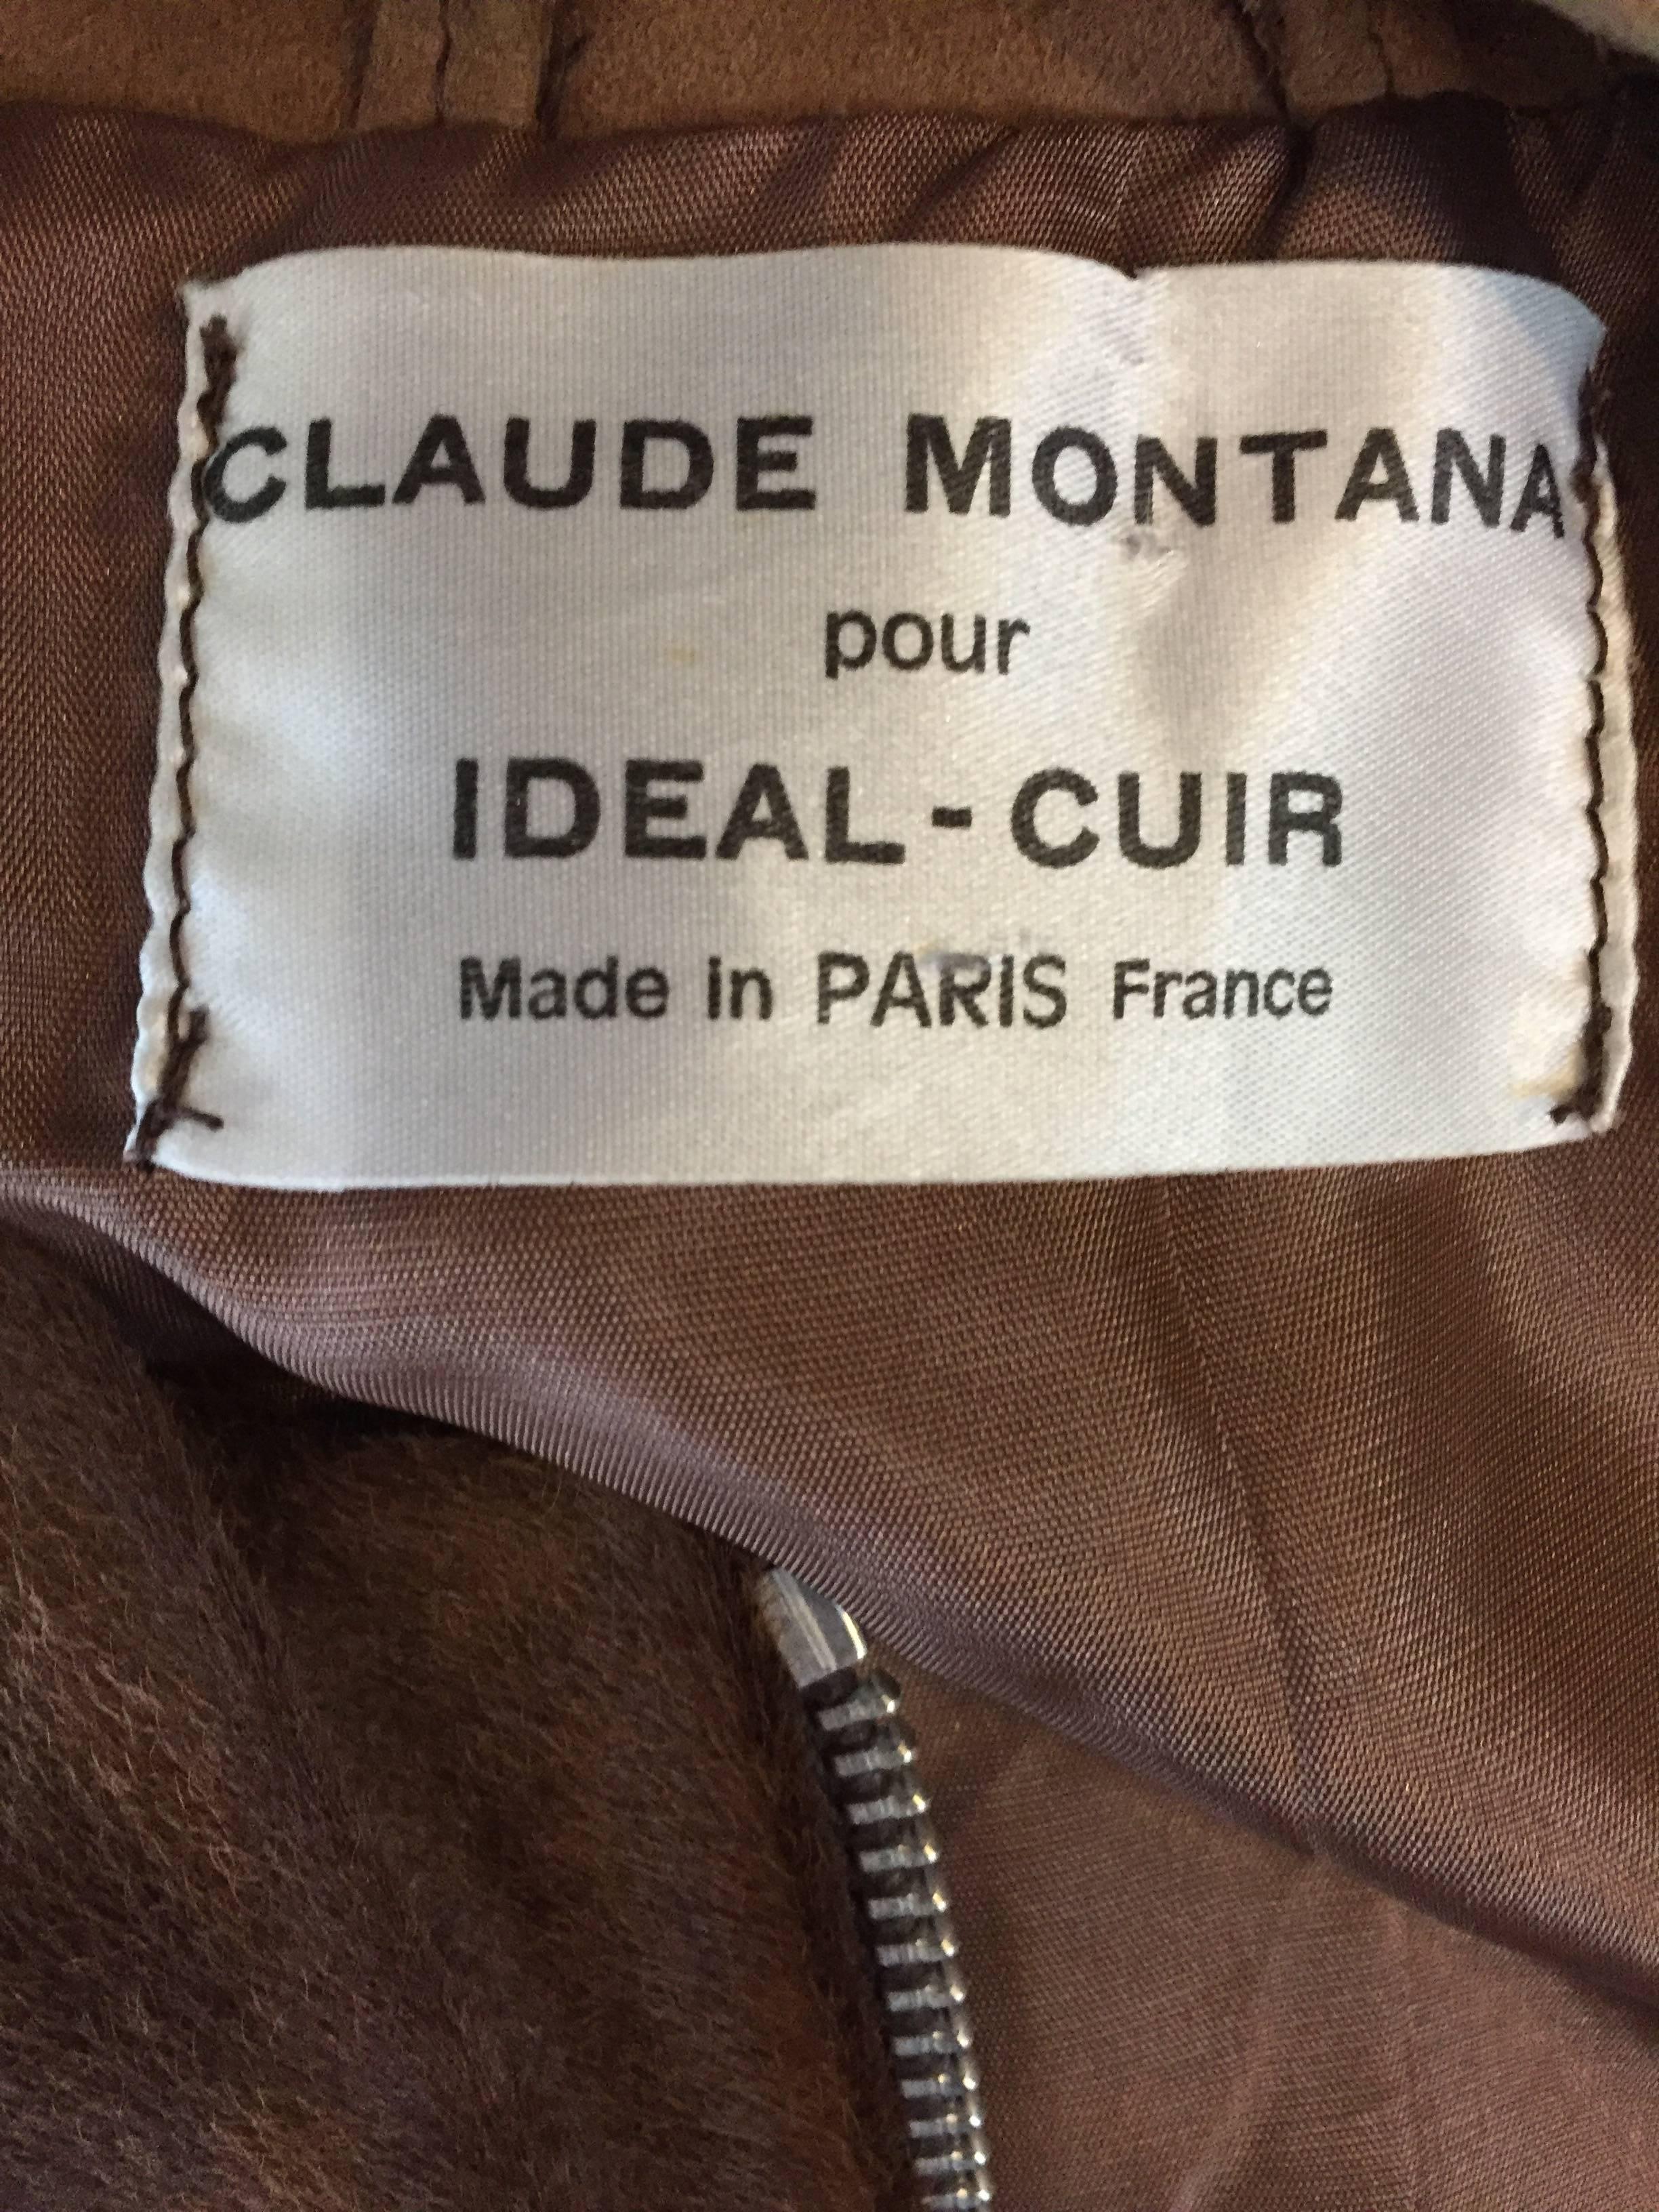 CLAUDE MONTANA
pour
IDEAL-CUIR
Made in PARIS France